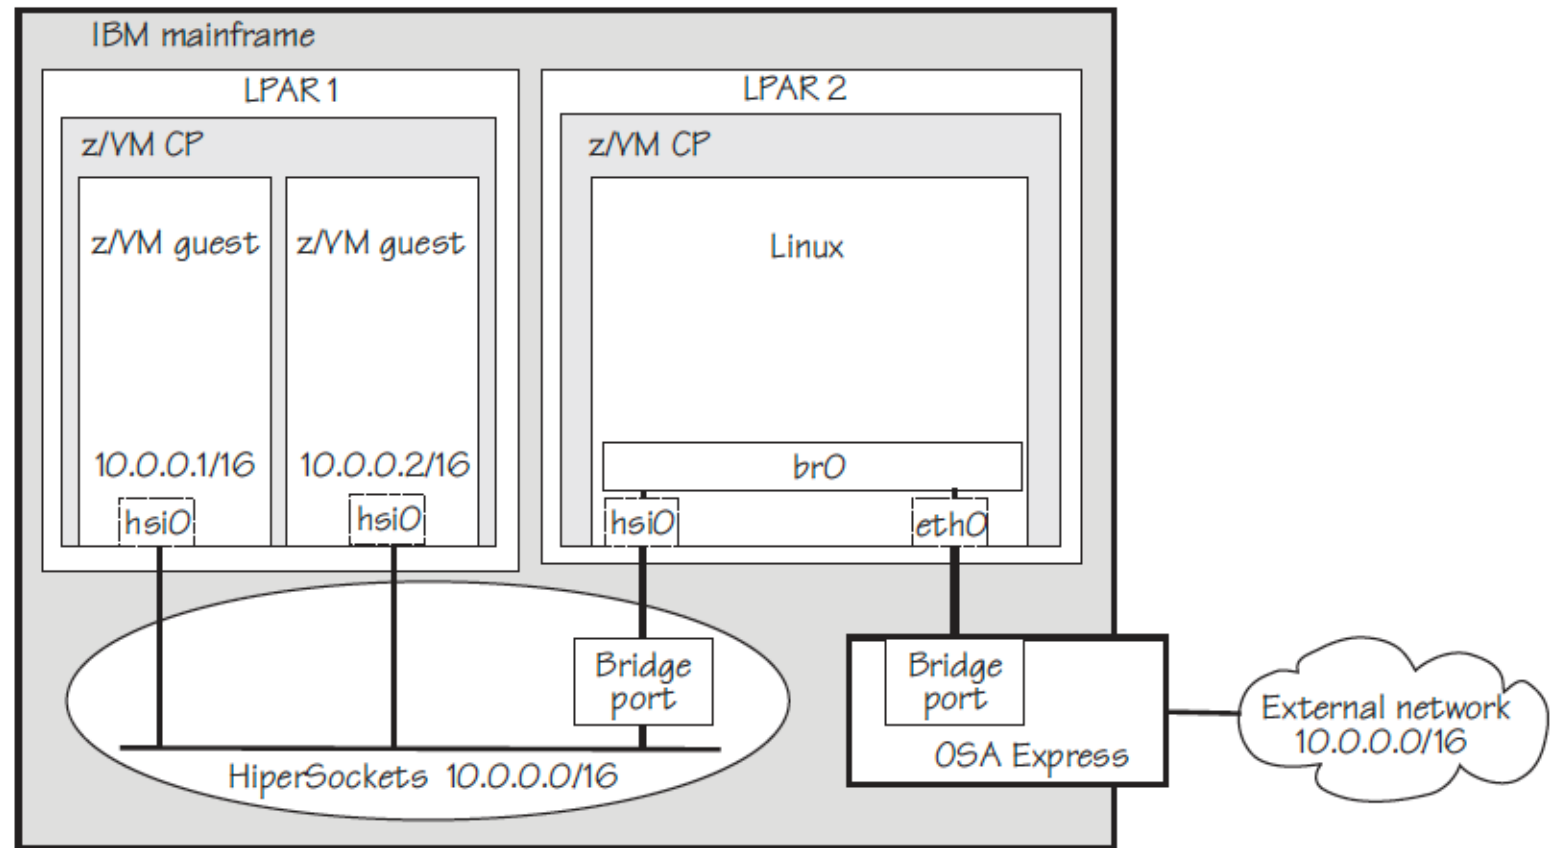 IBM mainframe
LPAR 1
z/VM CP
z/VM guest
z/VM guest
10.0.0.1/16
10.0.0.2/16
hsi0
hsi0
LPAR 2
z/VM CP
Linux
br0
hsi0
eth0
Bridge
port
HiperSockets 10.0.0.0/16
Bridge
port
OSA Express
External network
10.0.0.0/16